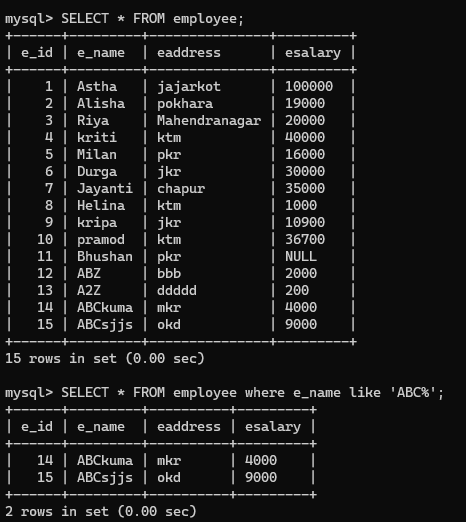 mysql> SELECT * FROM employee;
+------+---------+---------------+---------+
| e_id | e_name  | eaddress      | esalary |
+------+---------+---------------+---------+
|    1 | Astha   | jajarkot      | 100000  |
|    2 | Alisha  | pokhara       | 19000   |
|    3 | Riya    | Mahendranagar | 20000   |
|    4 | kriti   | ktm           | 40000   |
|    5 | Milan   | pkr           | 16000   |
|    6 | Durga   | jkr           | 30000   |
|    7 | Jayanti | chapur        | 35000   |
|    8 | Helina  | ktm           | 1000    |
|    9 | kripa   | jkr           | 10900   |
|   10 | pramod  | ktm           | 36700   |
|   11 | Bhushan | pkr           | NULL    |
|   12 | ABZ     | bbb           | 2000    |
|   13 | A2Z     | ddddd         | 200     |
|   14 | ABCkuma | mkr           | 4000    |
|   15 | ABCsjjs | okd           | 9000    |
+------+---------+---------------+---------+
15 rows in set (0.00 sec)

mysql> SELECT * FROM employee where e_name like 'ABC%';
+------+---------+----------+---------+
| e_id | e_name  | eaddress | esalary |
+------+---------+----------+---------+
|   14 | ABCkuma | mkr      | 4000    |
|   15 | ABCsjjs | okd      | 9000    |
+------+---------+----------+---------+
2 rows in set (0.00 sec)